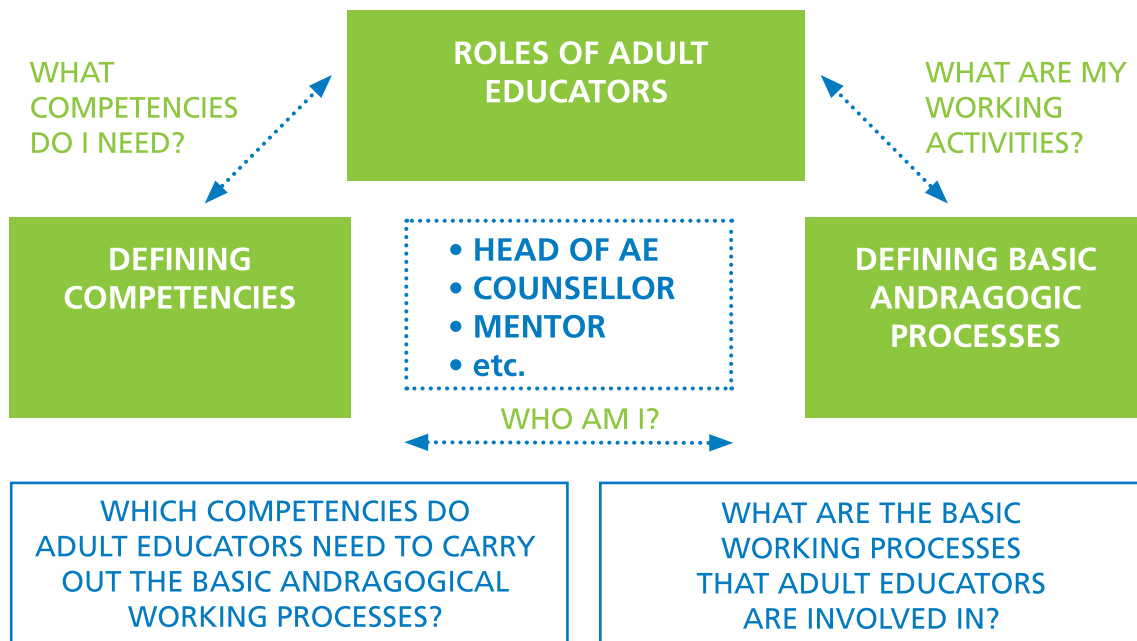 ROLES OF ADULT
EDUCATORS
WHAT
COMPETENCIES
DO I NEED?
WHAT ARE MY
WORKING
ACTIVITIES?
DEFINING
COMPETENCIES
• HEAD OF AE
• COUNSELLOR
• MENTOR
• etc.
DEFINING BASIC
ANDRAGOGIC
PROCESSES
WHO AM I?
WHICH COMPETENCIES DO
ADULT EDUCATORS NEED TO CARRY
OUT THE BASIC ANDRAGOGICAL
WORKING PROCESSES?
WHAT ARE THE BASIC
WORKING PROCESSES
THAT ADULT EDUCATORS
ARE INVOLVED IN?